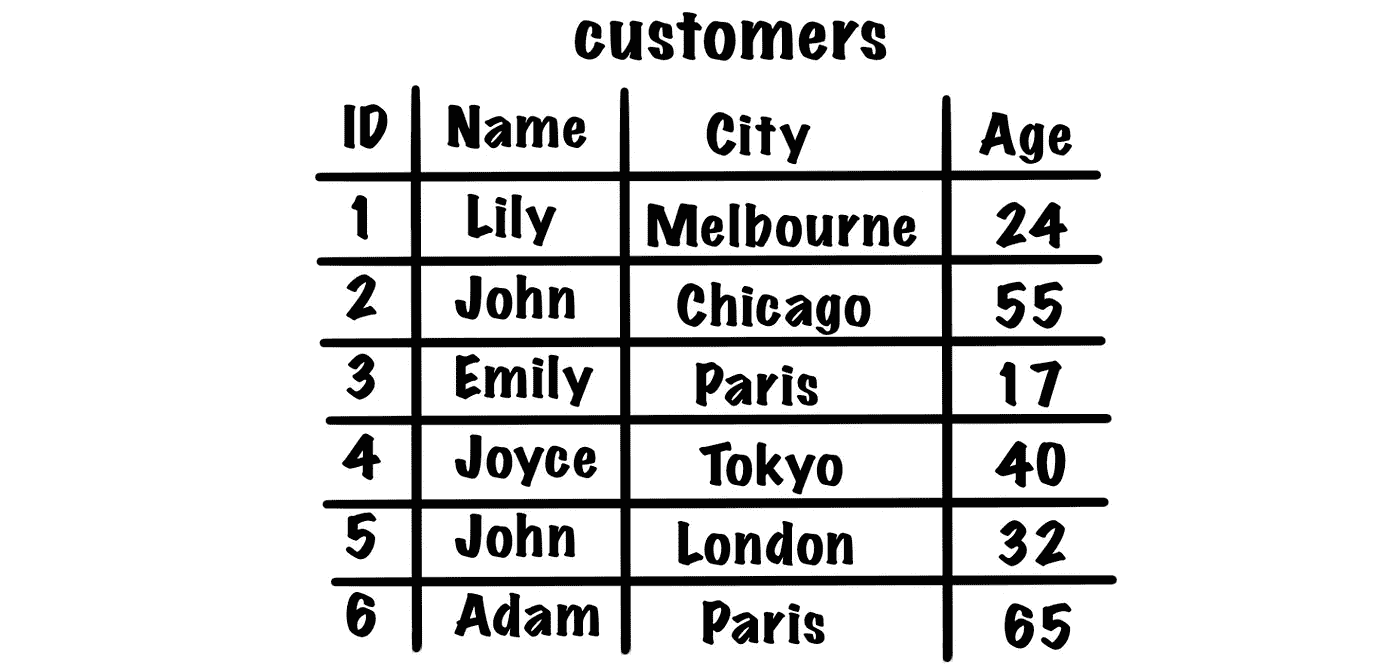 customers
ID Name City Age
1 Lily Melbourne 24
2 John Chicago 55
3 Emily Paris 17
4 Joyce Tokyo 40
5 John London 32
6 Adam Paris 65